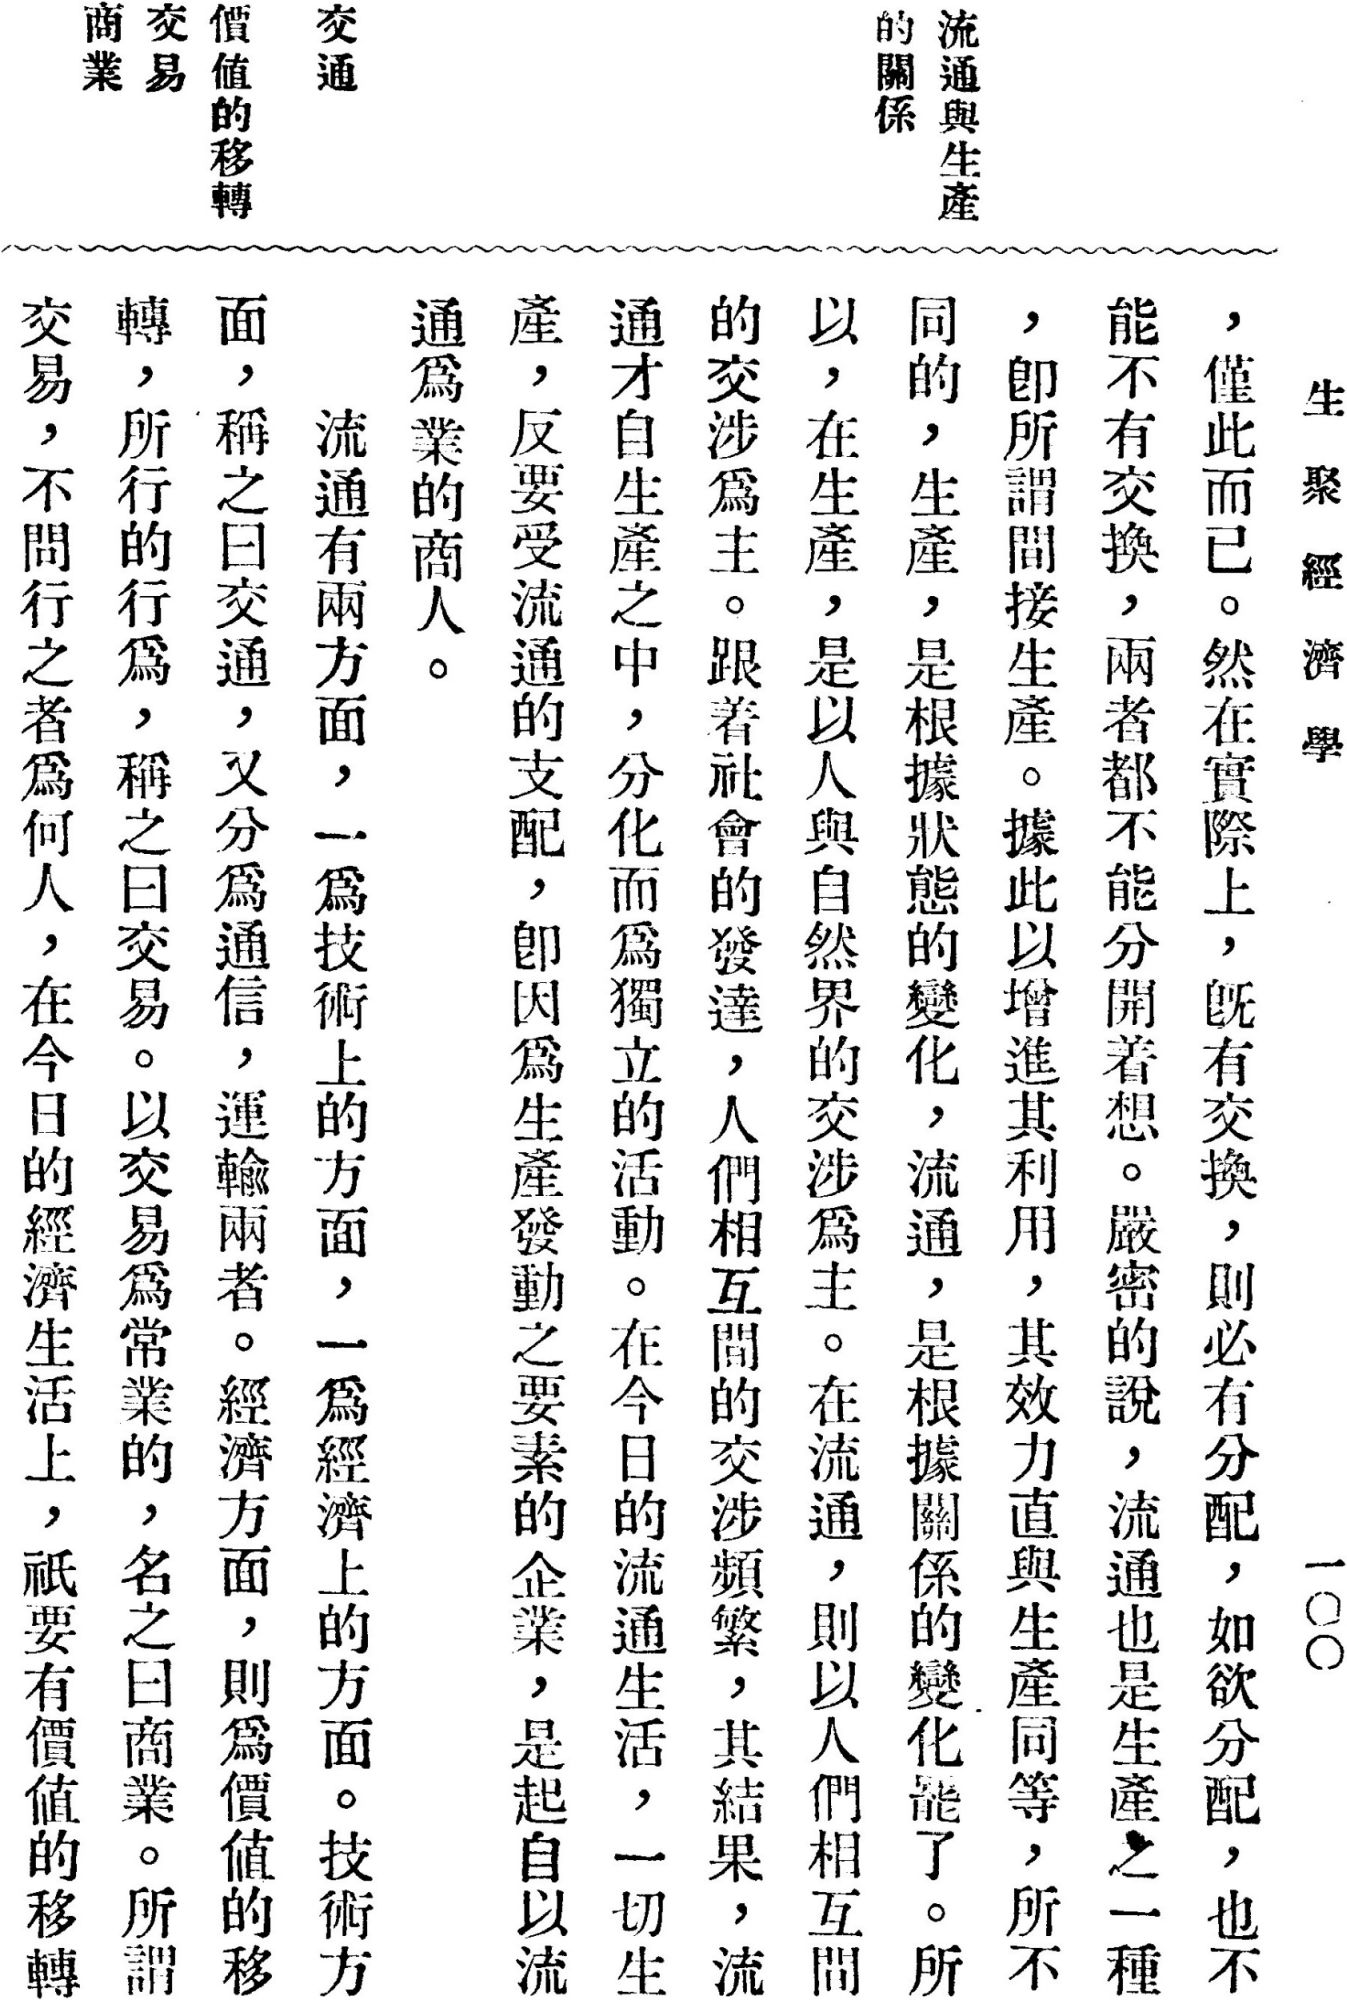 生聚經濟學
一〇〇
，僅此而已。然在實際上，既有交換，則必有分配，如欲分配，也不
能不有交換，兩者都不能分開着想。嚴密的說，流通也是生產之一種
，卽所謂間接生產。據此以增進其利用，其效力直與生產同等，所不
同的，生產，是根據狀態的變化，流通，是根據關係的變化罷了。所
以，在生產，是以人與自然界的交涉爲主。在流通，則以人們相互間
的交涉爲主。跟着社會的發達，人們相互間的交涉頻繁，其結果，流
通才自生產之中，分化而爲獨立的活動。在今日的流通生活，一切生
產，反要受流通的支配，卽因爲生產發動之要素的企業，是起自以流
通爲業的商人。
流通有兩方面，一爲技術上的方面，一爲經濟上的方面。技術方
面，稱之曰交通，又分爲通信，運輸兩者。經濟方面，則爲價值的移
轉，所行的行爲，稱之曰交易。以交易爲常業的，名之曰商業。所謂
交易，不問行之者爲何人，在今日的經濟生活上，祇要有價值的移轉
流通與生產
的關係
交通
價值的移轉
交易
商業